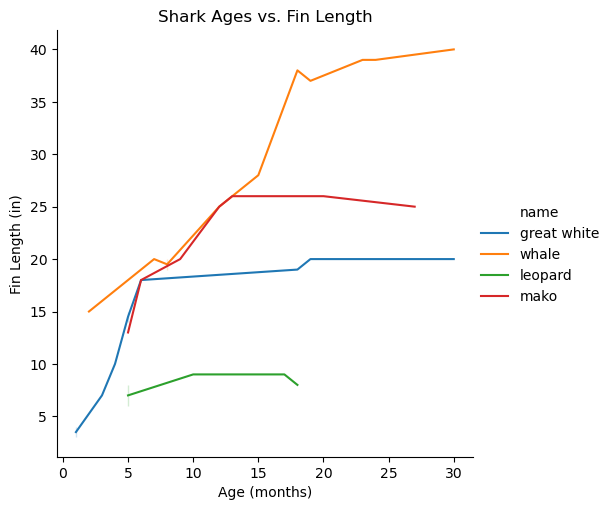 Shark Ages vs. Fin Length
40
35
30
25
20
15
10
5
Fin Length (in)
0
5
10
15
20
25
30
Age (months)
name
great white
whale
leopard
mako